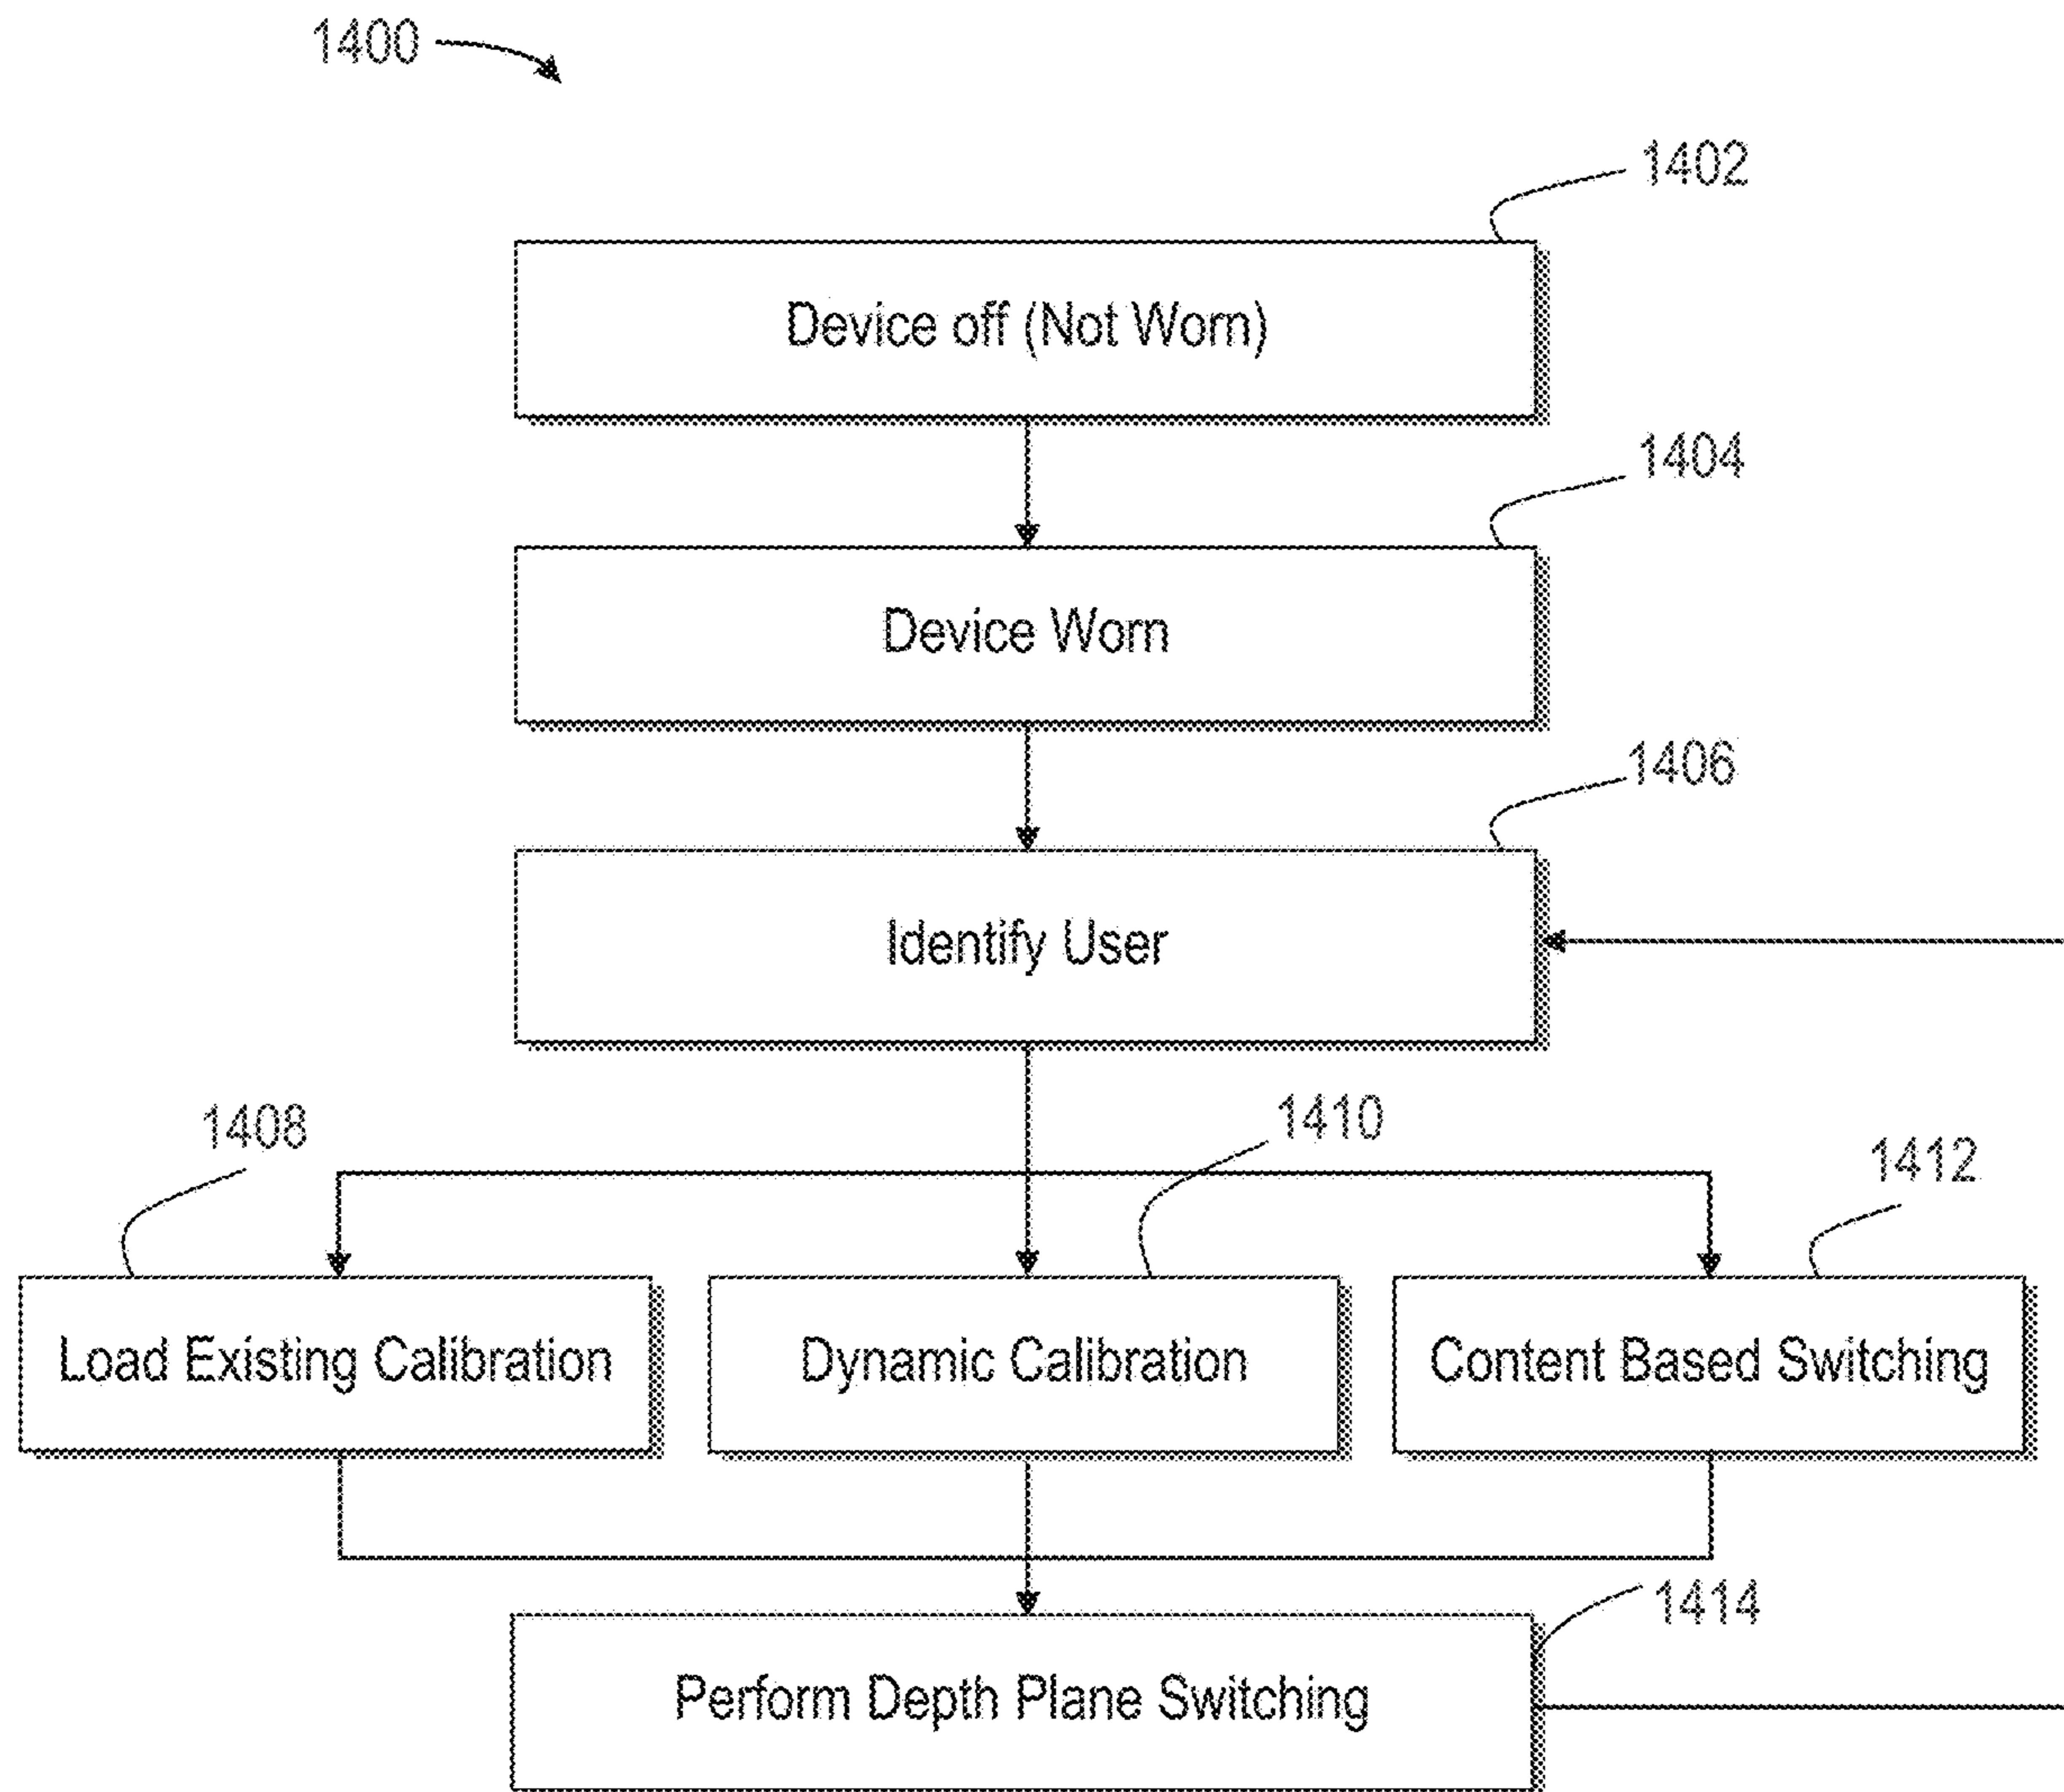 1400
1402
Device off (Not Worn)
1404
Device Worn
1406
Identify User
1408
1410
1412
Load Existing Calibration
Dynamic Calibration
Content Based Switching
1414
Perform Depth Plane Switching